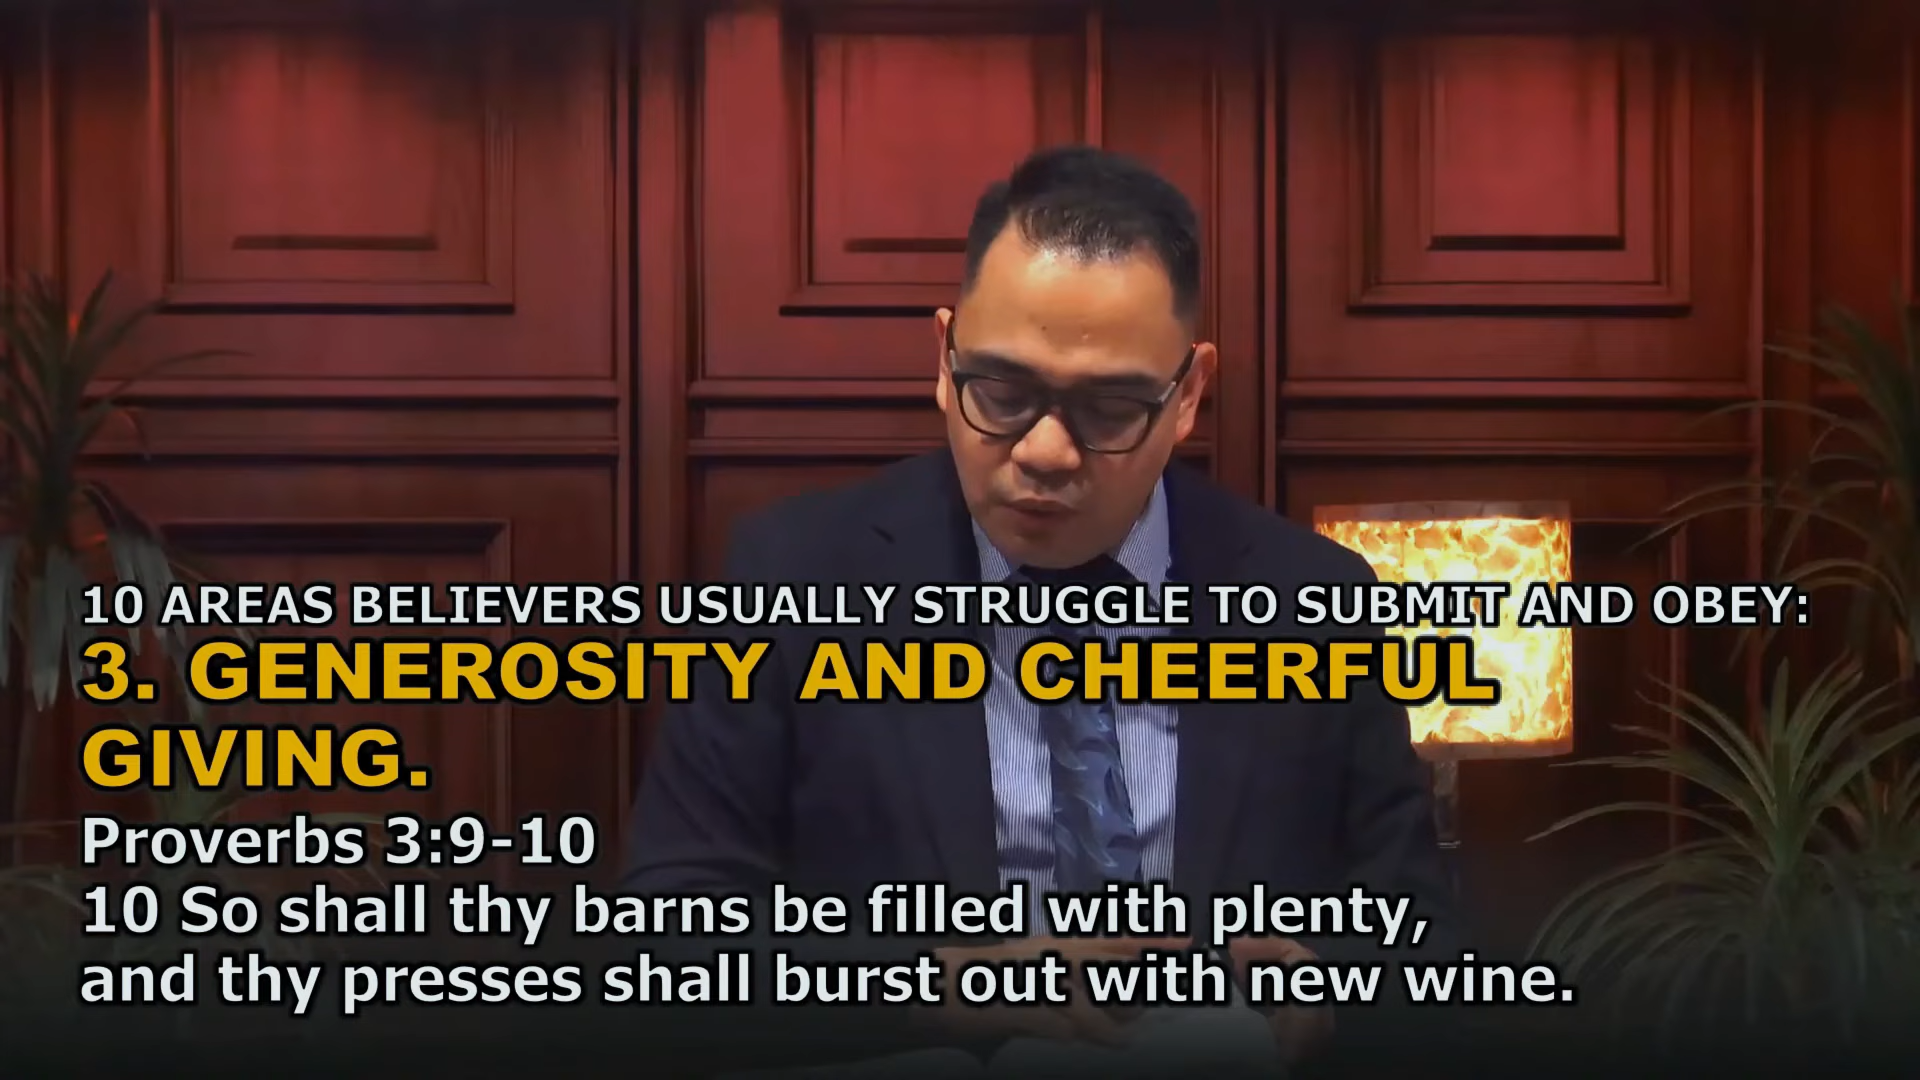 10 AREAS BELIEVERS USUALLY STRUGGLE TO SUBMIT AND OBEY:
3. GENEROSITY AND CHEERFUL
GIVING.
Proverbs 3:9-10
10 So shall thy barns be filled with plenty,
and thy presses shall burst out with new wine.